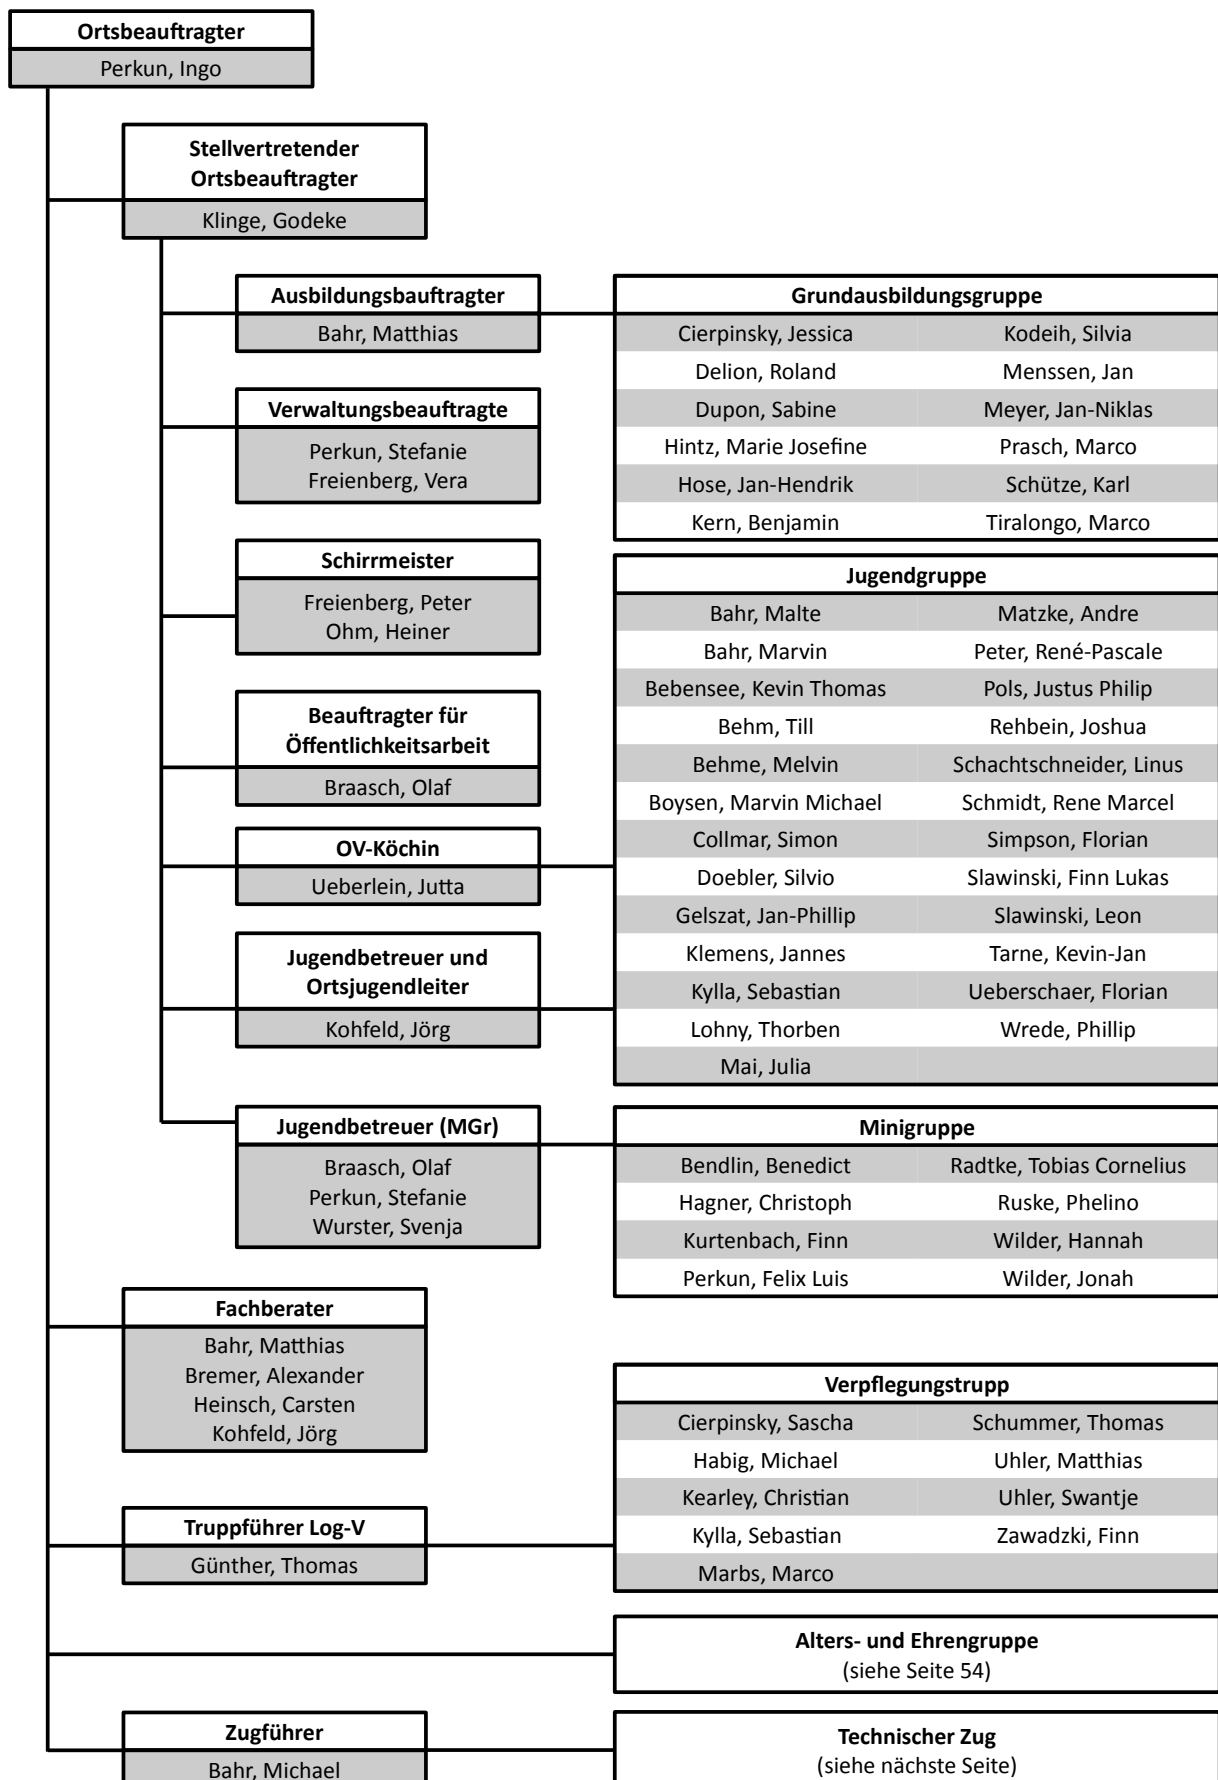 Ortsbeauftragter
Perkun, Ingo
Stellvertretender
Ortsbeauftragter
Klinge, Godeke
Ausbildungsbauftragter
Bahr, Matthias
Grundausbildungsgruppe
Cierpinsky, Jessica Kodeih, Silvia
Delion, Roland Menssen, Jan
Dupon, Sabine Meyer, Jan-Niklas
Hintz, Marie Josefine Prasch, Marco
Hose, Jan-Hendrik Schütze, Karl
Kern, Benjamin Tiralongo, Marco
Verwaltungsbeauftragte
Perkun, Stefanie
Freienberg, Vera
Schirrmeister
Freienberg, Peter
Ohm, Heiner
Beauftragter für
Öffentlichkeitsarbeit
Braasch, Olaf
OV-Köchin
Ueberlein, Jutta
Jugendbetreuer und
Ortsjugendleiter
Kohfeld, Jörg
Jugendgruppe
Bahr, Malte Matzke, Andre
Bahr, Marvin Peter, René-Pascale
Bebensee, Kevin Thomas Pols, Justus Philip
Behm, Till Rehbein, Joshua
Behme, Melvin Schachtschneider, Linus
Boysen, Marvin Michael Schmidt, Rene Marcel
Collmar, Simon Simpson, Florian
Doebler, Silvio Slawinski, Finn Lukas
Gelszat, Jan-Phillip Slawinski, Leon
Klemens, Jannes Tarne, Kevin-Jan
Kylla, Sebastian Ueberschaer, Florian
Lohny, Thorben Wrede, Phillip
Mai, Julia
Jugendbetreuer (MGr)
Braasch, Olaf
Perkun, Stefanie
Wurster, Svenja
Minigruppe
Bendlin, Benedict Radtke, Tobias Cornelius
Hagner, Christoph Ruske, Phelino
Kurtenbach, Finn Wilder, Hannah
Perkun, Felix Luis Wilder, Jonah
Fachberater
Bahr, Matthias
Bremer, Alexander
Heinsch, Carsten
Kohfeld, Jörg
Truppführer Log-V
Günther, Thomas
Verpflegungstrupp
Cierpinsky, Sascha Schummer, Thomas
Habig, Michael Uhler, Matthias
Kearley, Christian Uhler, Swantje
Kylla, Sebastian Zawadzki, Finn
Marbs, Marco
Alters- und Ehrengruppe
(siehe Seite 54)
Zugführer
Bahr, Michael
Technischer Zug
(siehe nächste Seite)